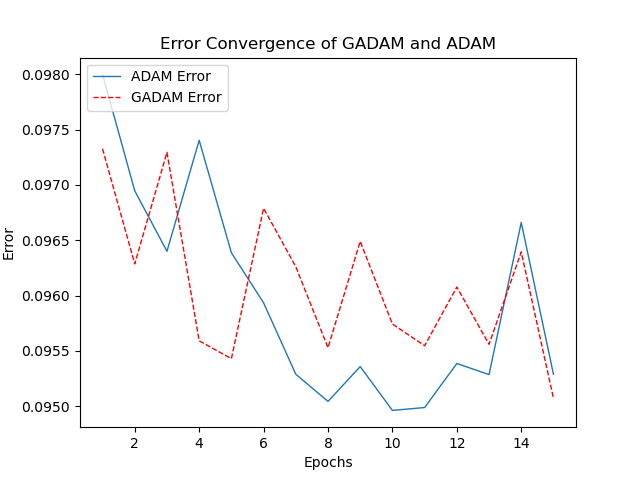 Error Convergence of GADAM and ADAM
ADAM Error
GADAM Error
0.0980
0.0975
0.0970
0.0965
0.0960
0.0955
0.0950
Error
2 4 6 8 10 12 14
Epochs